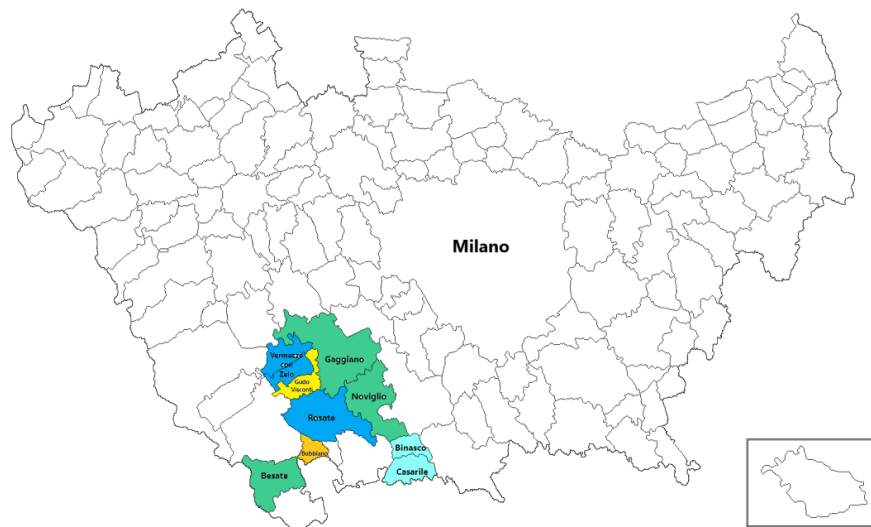 Milano
Vermezzo
con
Zelo
Gaggiano
Gudo
Visconti
Noviglio
Rosate
Bubbiano
Binasco
Casarile
Besate